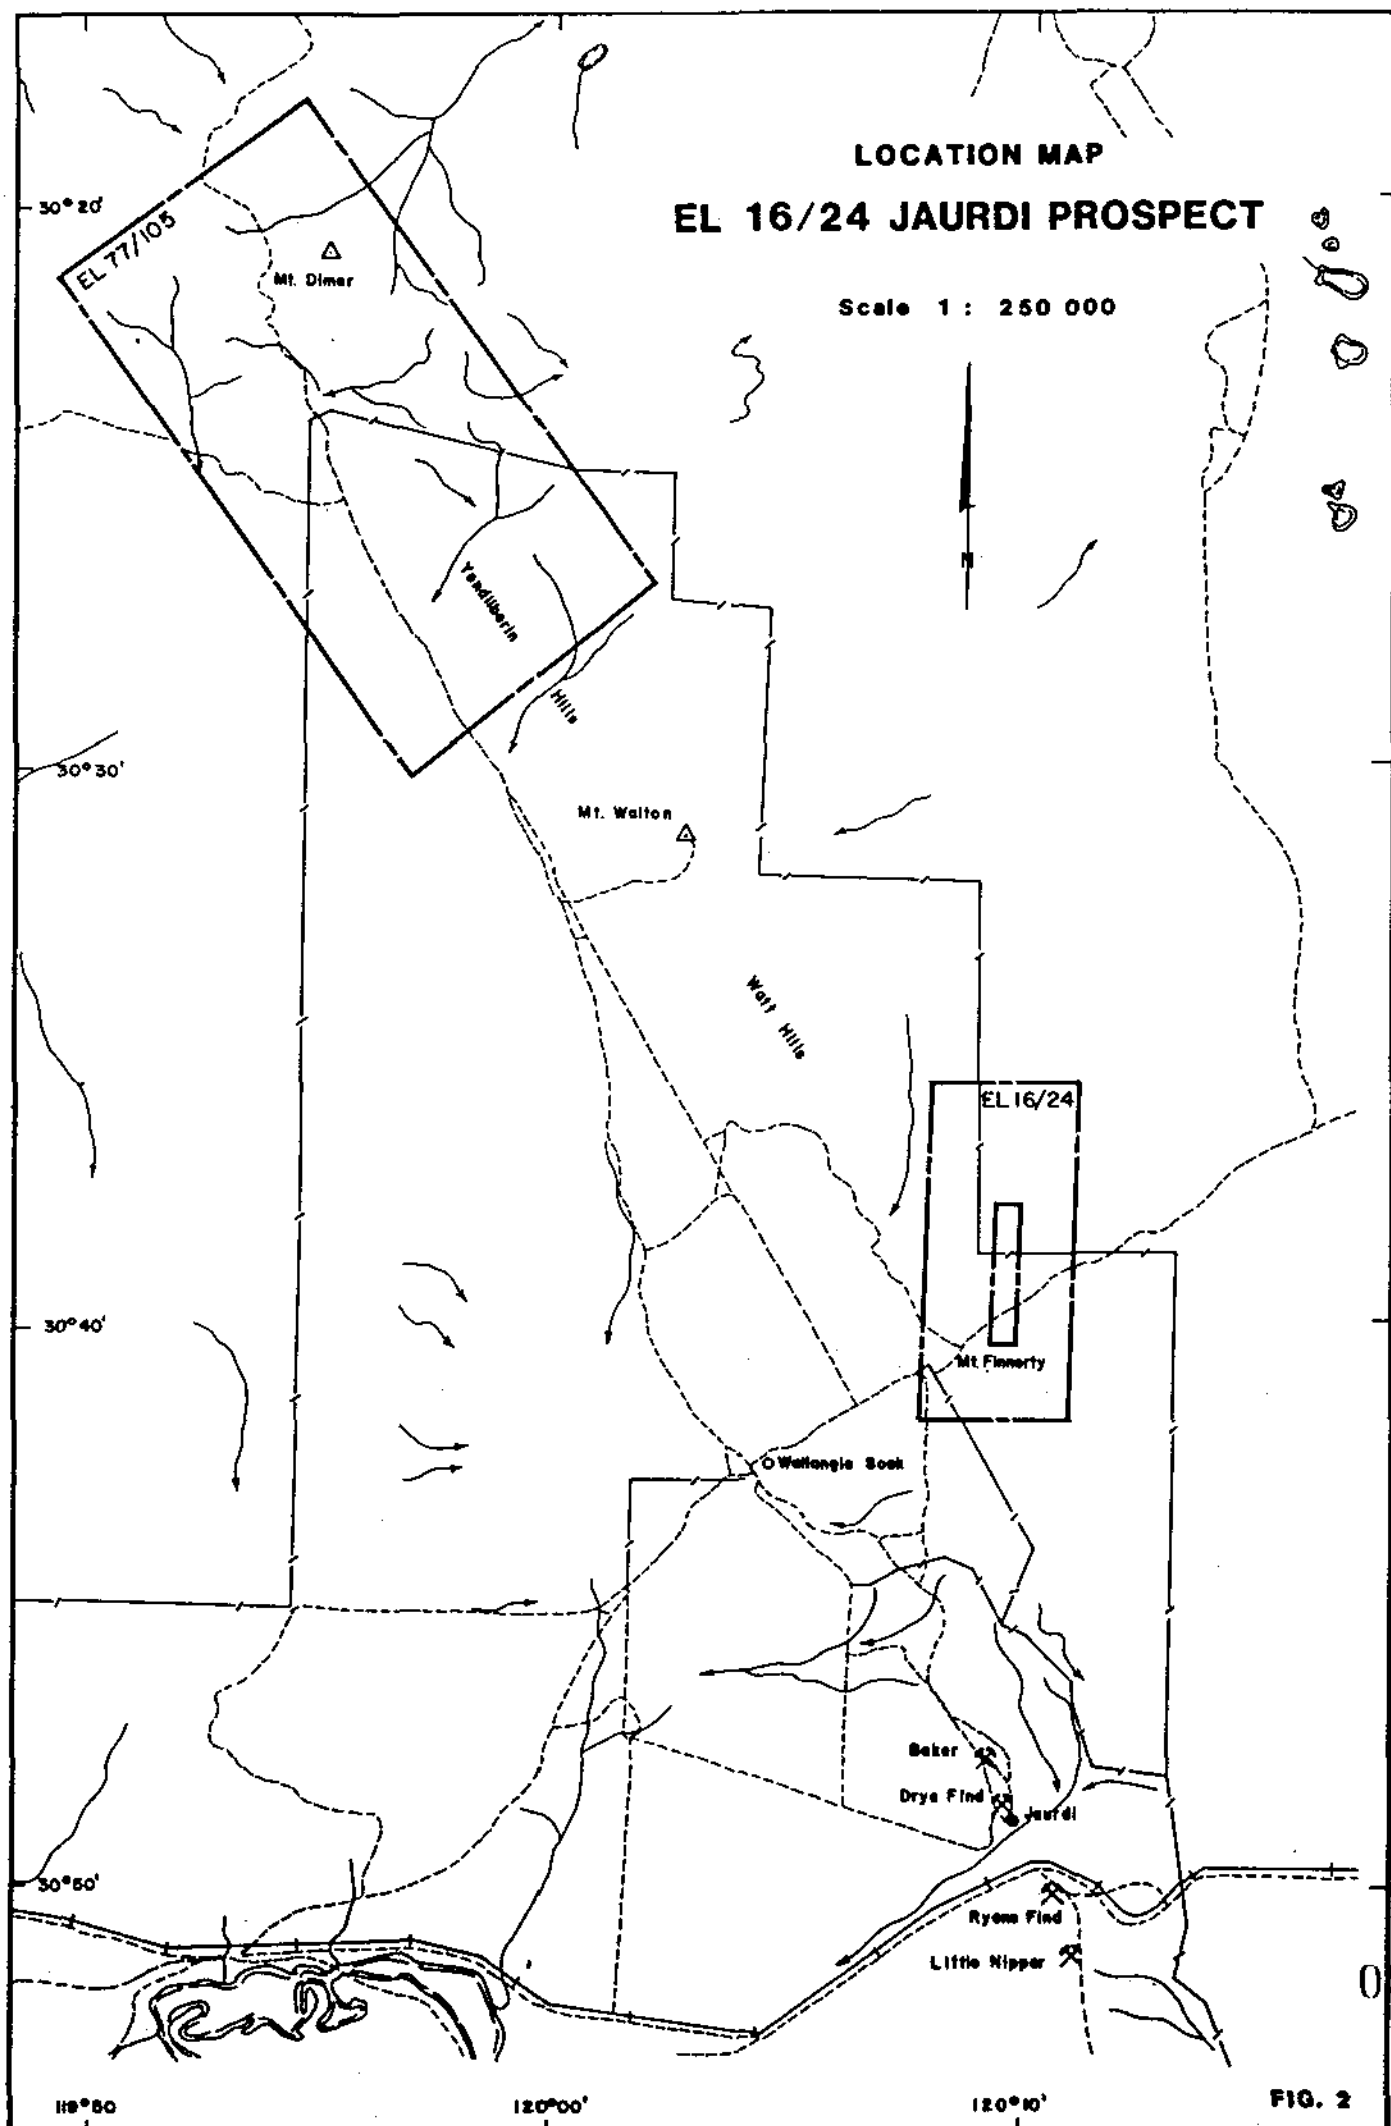 LOCATION MAP
EL 16/24 JAURDI PROSPECT
Scale 1 : 250 000
30°20'
EL 77/105
Mt. Dimer
N
Yendilberin
Hills
30°30'
Mt. Walton
Watt Hills
EL 16/24
30°40'
Mt. Finnerty
Wallangie Soak
Baker
Drys Find
Jaurdi
30°50'
Ryans Find
Little Nipper
119°50
120°00'
120°10'
FIG. 2